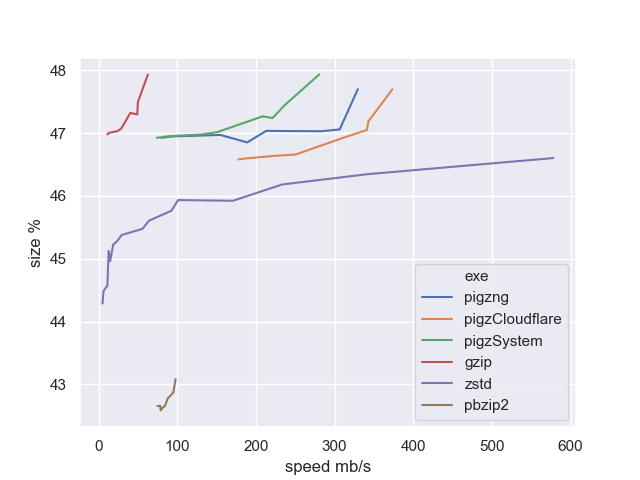 48
47
46
45
44
43
size %
0 100 200 300 400 500 600
speed mb/s
exe
pigzng
pigzCloudflare
pigzSystem
gzip
zstd
pbzip2